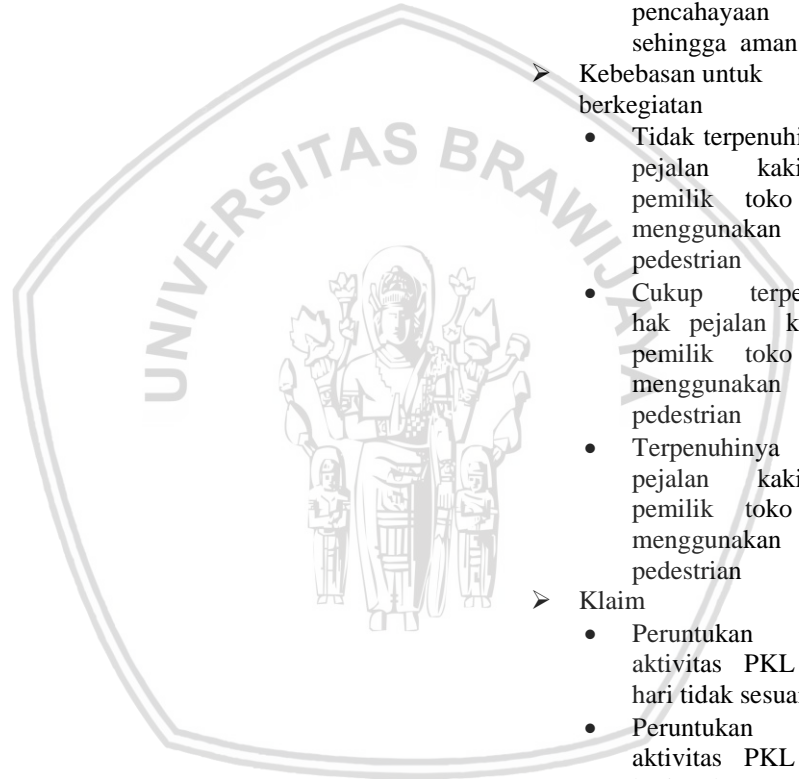 UNIVERSITAS BRAWIJAYA
pencahayaan
sehingga aman
➢ Kebebasan untuk
berkegiatan
• Tidak terpenuhi
pejalan kaki
pemilik toko
menggunakan
pedestrian
• Cukup terpe
hak pejalan k
pemilik toko
menggunakan
pedestrian
• Terpenuhinya
pejalan kaki
pemilik toko
menggunakan
pedestrian
➢ Klaim
• Peruntukan
aktivitas PKL
hari tidak sesua
• Peruntukan
aktivitas PKL